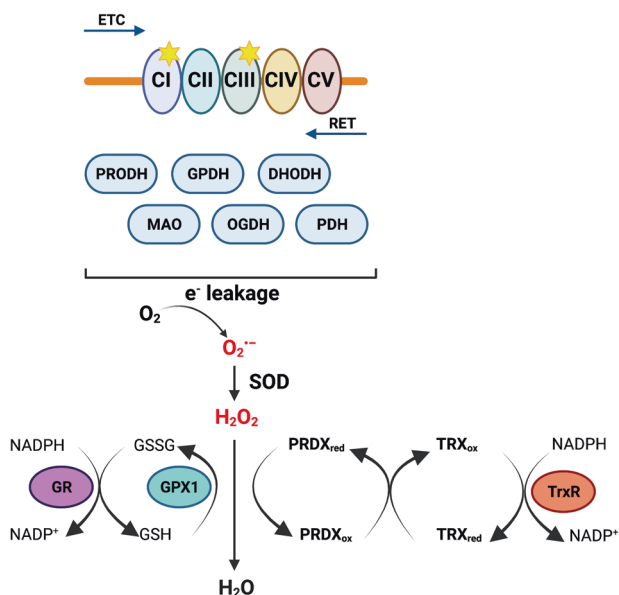 ETC
CI CII CIII CIV CV
RET
PRODH GPDH DHODH
MAO OGDH PDH
e⁻ leakage
O₂
O₂˙⁻
SOD
H₂O₂
NADPH GSSG PRDXred TRXox NADPH
GR GPX1 TrxR
NADP⁺ GSH PRDXox TRXred NADP⁺
H₂O